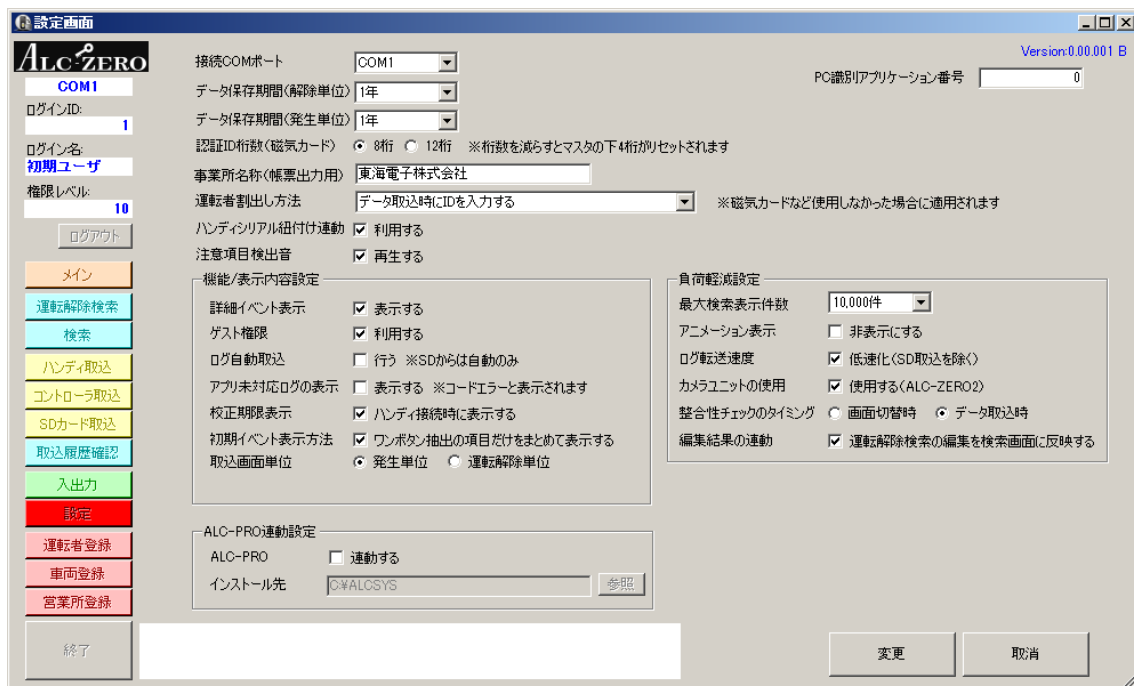 設定画面
ALC-ZERO
COM1
ログインID:
1
ログイン名:
初期ユーザ
権限レベル:
10
ログアウト
メイン
運転解除検索
検索
ハンディ取込
コントローラ取込
SDカード取込
取込履歴確認
入出力
設定
運転者登録
車両登録
営業所登録
終了
Version:0.00.001 B
接続COMポート COM1
PC識別アプリケーション番号 0
データ保存期間(解除単位) 1年
データ保存期間(発生単位) 1年
認証ID桁数(磁気カード) 8桁 12桁 ※桁数を減らすとマスタの下4桁がリセットされます
事業所名称(帳票出力用) 東海電子株式会社
運転者割出し方法 データ取込時にIDを入力する ※磁気カードなど使用しなかった場合に適用されます
ハンディシリアル紐付け連動 利用する
注意項目検出音 再生する
機能/表示内容設定
詳細イベント表示 表示する
ゲスト権限 利用する
ログ自動取込 行う ※SDからは自動のみ
アプリ未対応ログの表示 表示する ※コードエラーと表示されます
校正期限表示 ハンディ接続時に表示する
初期イベント表示方法 ワンボタン抽出の項目だけをまとめて表示する
取込画面単位 発生単位 運転解除単位
負荷軽減設定
最大検索表示件数 10,000件
アニメーション表示 非表示にする
ログ転送速度 低速化(SD取込を除く)
カメラユニットの使用 使用する(ALC-ZERO2)
整合性チェックのタイミング 画面切替時 データ取込時
編集結果の連動 運転解除検索の編集を検索画面に反映する
ALC-PRO連動設定
ALC-PRO 連動する
インストール先 C:¥ALCSYS 参照
変更 取消